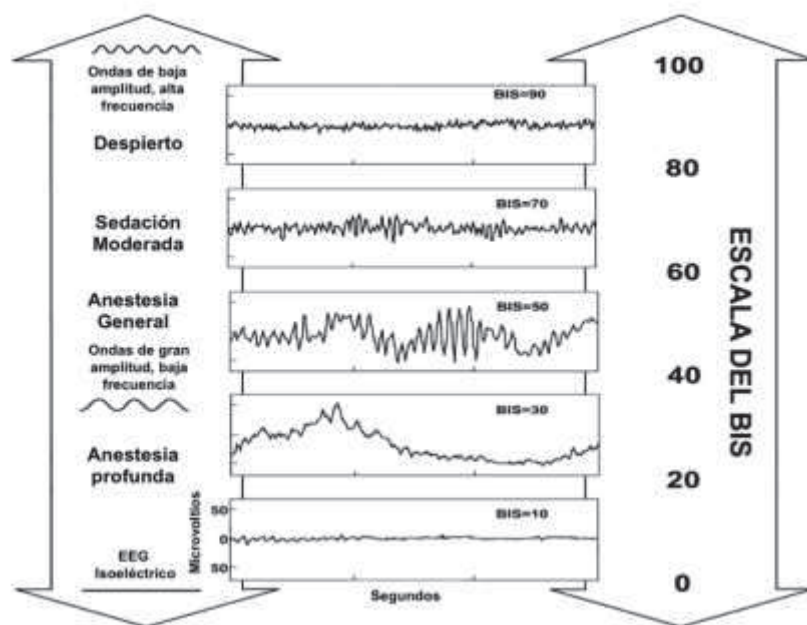 Ondas de baja
amplitud, alta
frecuencia
Despierto
Sedación
Moderada
Anestesia
General
Ondas de gran
amplitud, baja
frecuencia
Anestesia
profunda
EEG
Isoeléctrico
BIS=90
BIS=70
BIS=50
BIS=30
BIS=10
Microvoltios
50
0
50
Segundos
100
80
60
40
20
0
ESCALA DEL BIS